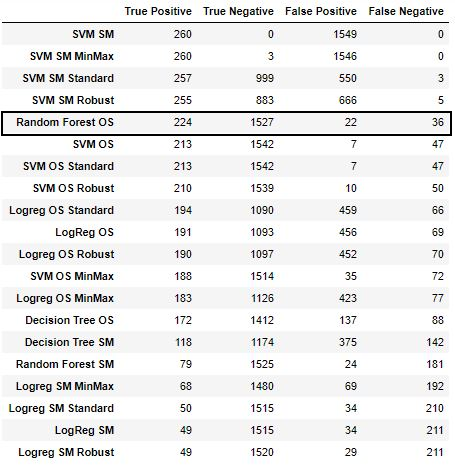 True Positive True Negative False Positive False Negative
SVM SM 260 0 1549 0
SVM SM MinMax 260 3 1546 0
SVM SM Standard 257 999 550 3
SVM SM Robust 255 883 666 5
Random Forest OS 224 1527 22 36
SVM OS 213 1542 7 47
SVM OS Standard 213 1542 7 47
SVM OS Robust 210 1539 10 50
Logreg OS Standard 194 1090 459 66
LogReg OS 191 1093 456 69
Logreg OS Robust 190 1097 452 70
SVM OS MinMax 188 1514 35 72
Logreg OS MinMax 183 1126 423 77
Decision Tree OS 172 1412 137 88
Decision Tree SM 118 1174 375 142
Random Forest SM 79 1525 24 181
Logreg SM MinMax 68 1480 69 192
Logreg SM Standard 50 1515 34 210
LogReg SM 49 1515 34 211
Logreg SM Robust 49 1520 29 211